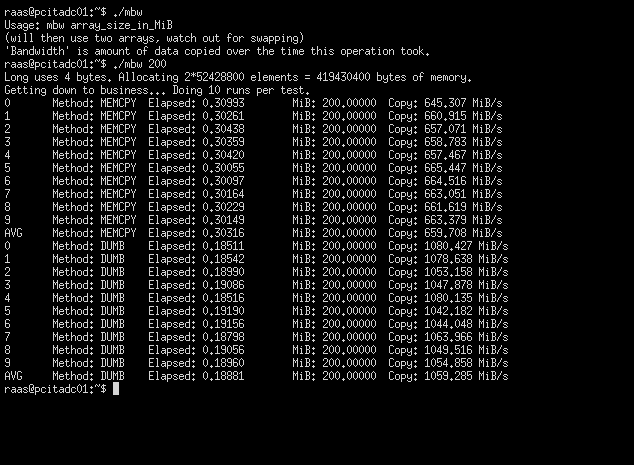 raas@pcitadc01:~$ ./mbw
Usage: mbw array_size_in_MiB
(will then use two arrays, watch out for swapping)
'Bandwidth' is amount of data copied over the time this operation took.
raas@pcitadc01:~$ ./mbw 200
Long uses 4 bytes. Allocating 2*52428800 elements = 419430400 bytes of memory.
Getting down to business... Doing 10 runs per test.
0 Method: MEMCPY Elapsed: 0.30993 MiB: 200.00000 Copy: 645.307 MiB/s
1 Method: MEMCPY Elapsed: 0.30261 MiB: 200.00000 Copy: 660.915 MiB/s
2 Method: MEMCPY Elapsed: 0.30438 MiB: 200.00000 Copy: 657.071 MiB/s
3 Method: MEMCPY Elapsed: 0.30359 MiB: 200.00000 Copy: 658.783 MiB/s
4 Method: MEMCPY Elapsed: 0.30420 MiB: 200.00000 Copy: 657.467 MiB/s
5 Method: MEMCPY Elapsed: 0.30055 MiB: 200.00000 Copy: 665.447 MiB/s
6 Method: MEMCPY Elapsed: 0.30097 MiB: 200.00000 Copy: 664.516 MiB/s
7 Method: MEMCPY Elapsed: 0.30164 MiB: 200.00000 Copy: 663.051 MiB/s
8 Method: MEMCPY Elapsed: 0.30229 MiB: 200.00000 Copy: 661.619 MiB/s
9 Method: MEMCPY Elapsed: 0.30149 MiB: 200.00000 Copy: 663.379 MiB/s
AVG Method: MEMCPY Elapsed: 0.30316 MiB: 200.00000 Copy: 659.708 MiB/s
0 Method: DUMB Elapsed: 0.18511 MiB: 200.00000 Copy: 1080.427 MiB/s
1 Method: DUMB Elapsed: 0.18542 MiB: 200.00000 Copy: 1078.638 MiB/s
2 Method: DUMB Elapsed: 0.18990 MiB: 200.00000 Copy: 1053.158 MiB/s
3 Method: DUMB Elapsed: 0.19086 MiB: 200.00000 Copy: 1047.878 MiB/s
4 Method: DUMB Elapsed: 0.18516 MiB: 200.00000 Copy: 1080.135 MiB/s
5 Method: DUMB Elapsed: 0.19190 MiB: 200.00000 Copy: 1042.182 MiB/s
6 Method: DUMB Elapsed: 0.19156 MiB: 200.00000 Copy: 1044.048 MiB/s
7 Method: DUMB Elapsed: 0.18798 MiB: 200.00000 Copy: 1063.966 MiB/s
8 Method: DUMB Elapsed: 0.19056 MiB: 200.00000 Copy: 1049.516 MiB/s
9 Method: DUMB Elapsed: 0.18960 MiB: 200.00000 Copy: 1054.858 MiB/s
AVG Method: DUMB Elapsed: 0.18881 MiB: 200.00000 Copy: 1059.285 MiB/s
raas@pcitadc01:~$